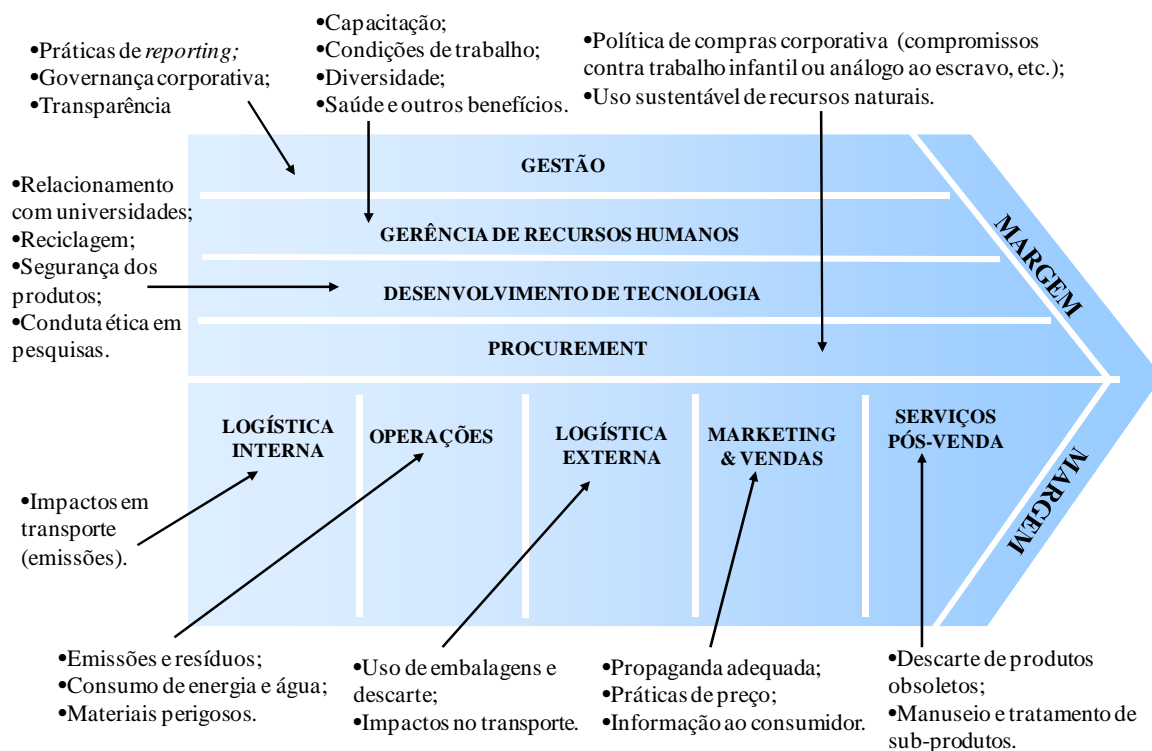 •Práticas de reporting;
•Governança corporativa;
•Transparência
•Capacitação;
•Condições de trabalho;
•Diversidade;
•Saúde e outros benefícios.
•Política de compras corporativa (compromissos
contra trabalho infantil ou análogo ao escravo, etc.);
•Uso sustentável de recursos naturais.
•Relacionamento
com universidades;
•Reciclagem;
•Segurança dos
produtos;
•Conduta ética em
pesquisas.
GESTÃO
GERÊNCIA DE RECURSOS HUMANOS
DESENVOLVIMENTO DE TECNOLOGIA
PROCUREMENT
MARGEM
LOGÍSTICA
INTERNA
OPERAÇÕES
LOGÍSTICA
EXTERNA
MARKETING
& VENDAS
SERVIÇOS
PÓS-VENDA
MARGEM
•Impactos em
transporte
(emissões).
•Emissões e resíduos;
•Consumo de energia e água;
•Materiais perigosos.
•Uso de embalagens e
descarte;
•Impactos no transporte.
•Propaganda adequada;
•Práticas de preço;
•Informação ao consumidor.
•Descarte de produtos
obsoletos;
•Manuseio e tratamento de
sub-produtos.